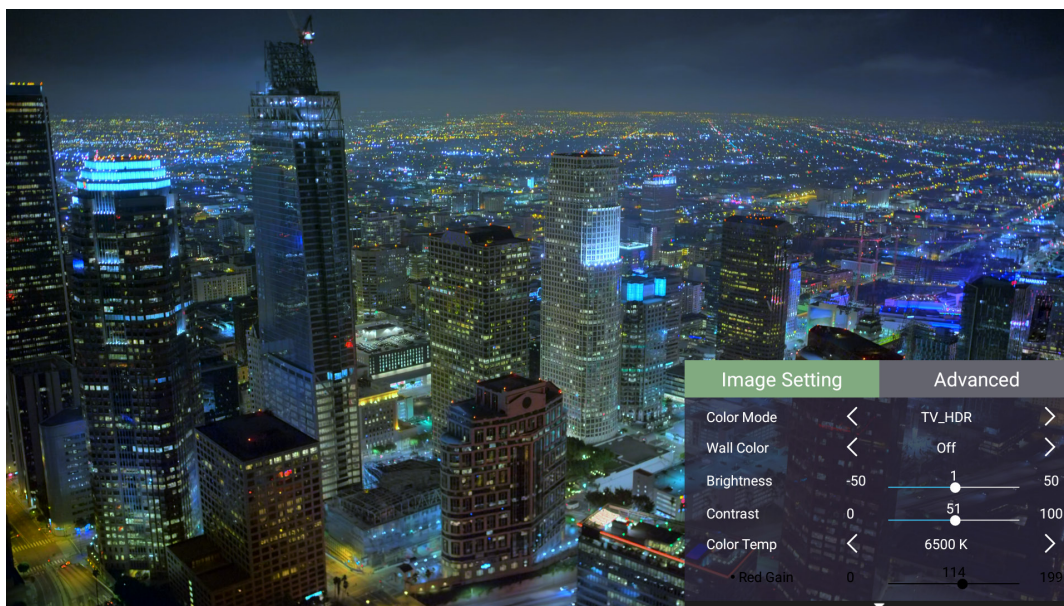 Image Setting Advanced
Color Mode TV_HDR
Wall Color Off
Brightness -50 1 50
Contrast 0 51 100
Color Temp 6500 K
• Red Gain 0 114 199